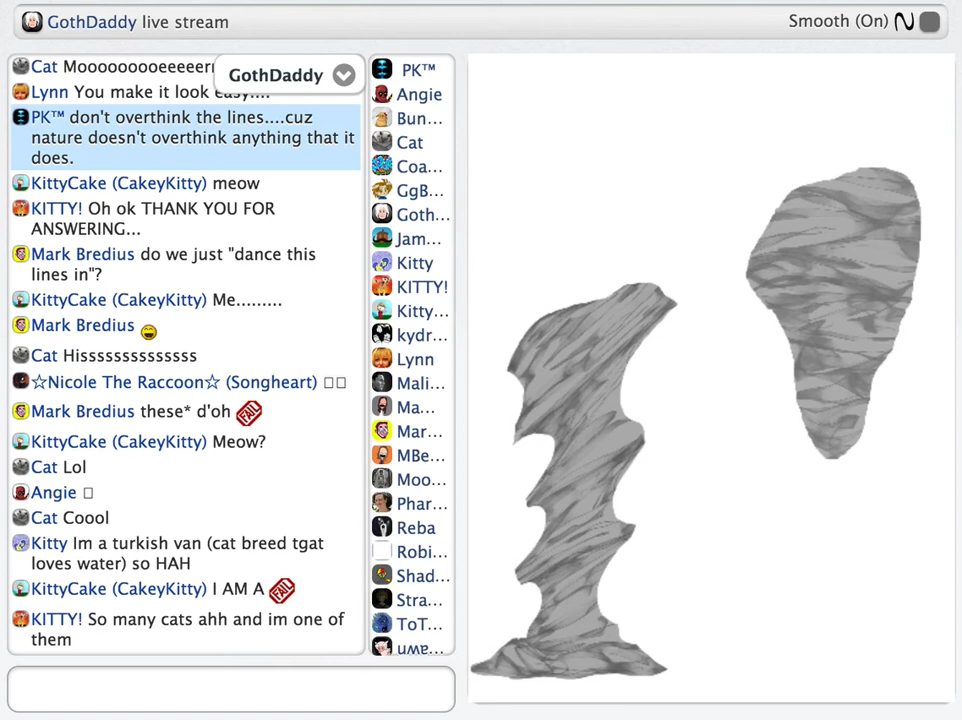 GothDaddy live stream
Smooth (On)
GothDaddy
Cat Mooooooooeeeeerr
Lynn You make it look easy....
PK™ don't overthink the lines....cuz
nature doesn't overthink anything that it
does.
KittyCake (CakeyKitty) meow
KITTY! Oh ok THANK YOU FOR
ANSWERING...
Mark Bredius do we just "dance this
lines in"?
KittyCake (CakeyKitty) Me.........
Mark Bredius
Cat Hissssssssssssss
☆Nicole The Raccoon☆ (Songheart)
Mark Bredius these* d'oh FAIL
KittyCake (CakeyKitty) Meow?
Cat Lol
Angie
Cat Coool
Kitty Im a turkish van (cat breed tgat
loves water) so HAH
KittyCake (CakeyKitty) I AM A FAIL
KITTY! So many cats ahh and im one of
them
PK™
Angie
Bun...
Cat
Coa...
GgB...
Goth...
Jam...
Kitty
KITTY!
Kitty...
kydr...
Lynn
Mali...
Ma...
Mar...
MBe...
Moo...
Phar...
Reba
Robi...
Shad...
Stra...
ToT...